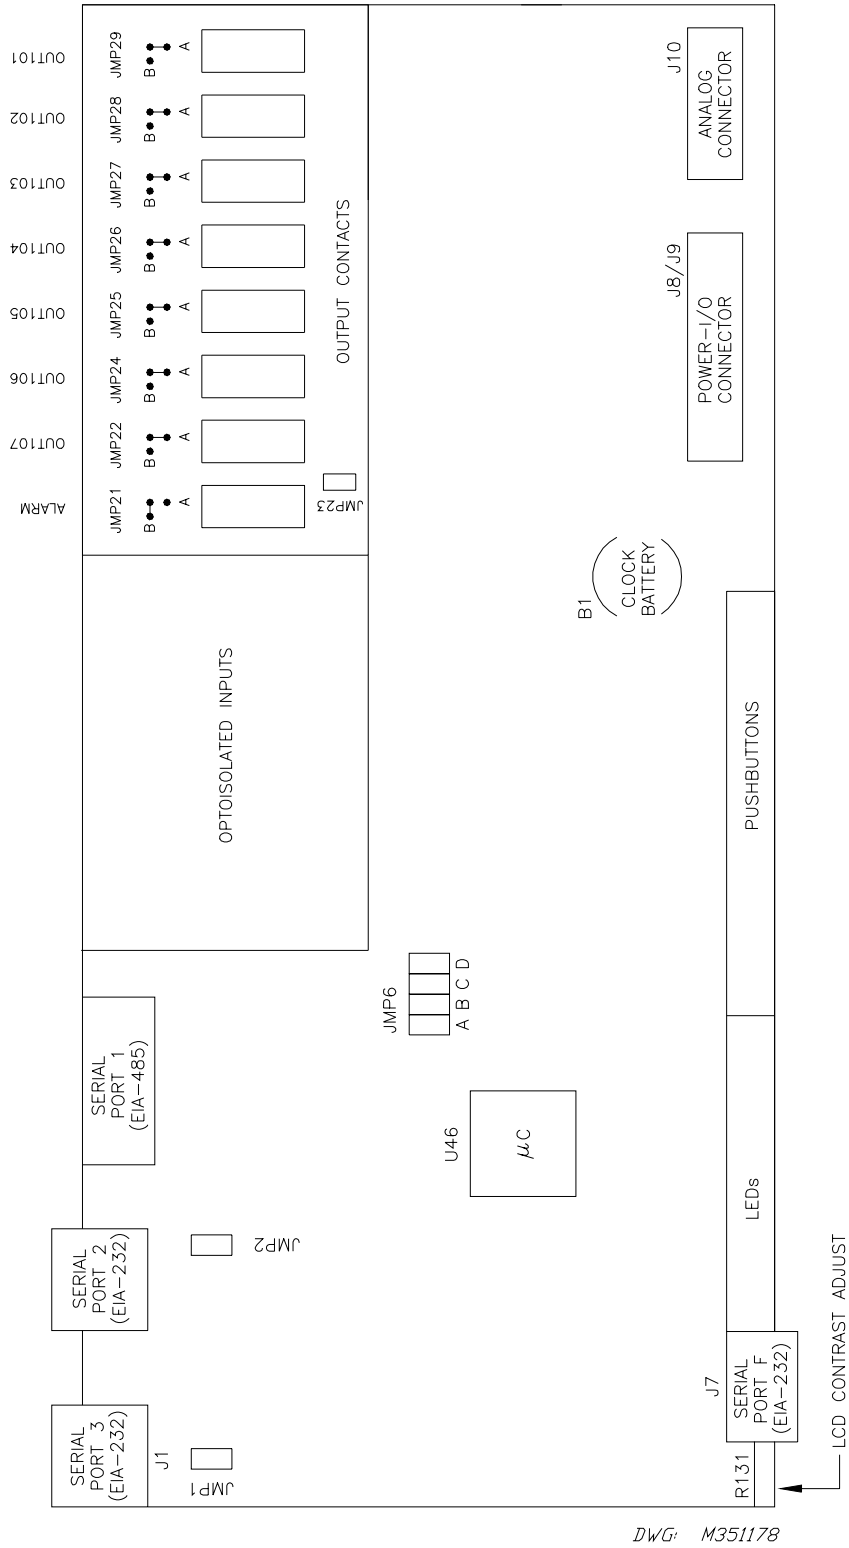 OUT101
OUT102
OUT103
OUT104
OUT105
OUT106
OUT107
ALARM
JMP29
JMP28
JMP27
JMP26
JMP25
JMP24
JMP22
JMP21
B A
B A
B A
B A
B A
B A
B A
B A
OUTPUT CONTACTS
JMP23
J10
ANALOG
CONNECTOR
J8/J9
POWER-I/O
CONNECTOR
B1
CLOCK
BATTERY
OPTOISOLATED INPUTS
PUSHBUTTONS
JMP6
A B C D
SERIAL
PORT 1
(EIA-485)
U46
μC
LEDs
SERIAL
PORT 2
(EIA-232)
JMP2
SERIAL
PORT 3
(EIA-232)
J1
JMP1
J7
SERIAL
PORT F
(EIA-232)
R131
LCD CONTRAST ADJUST
DWG: M351178